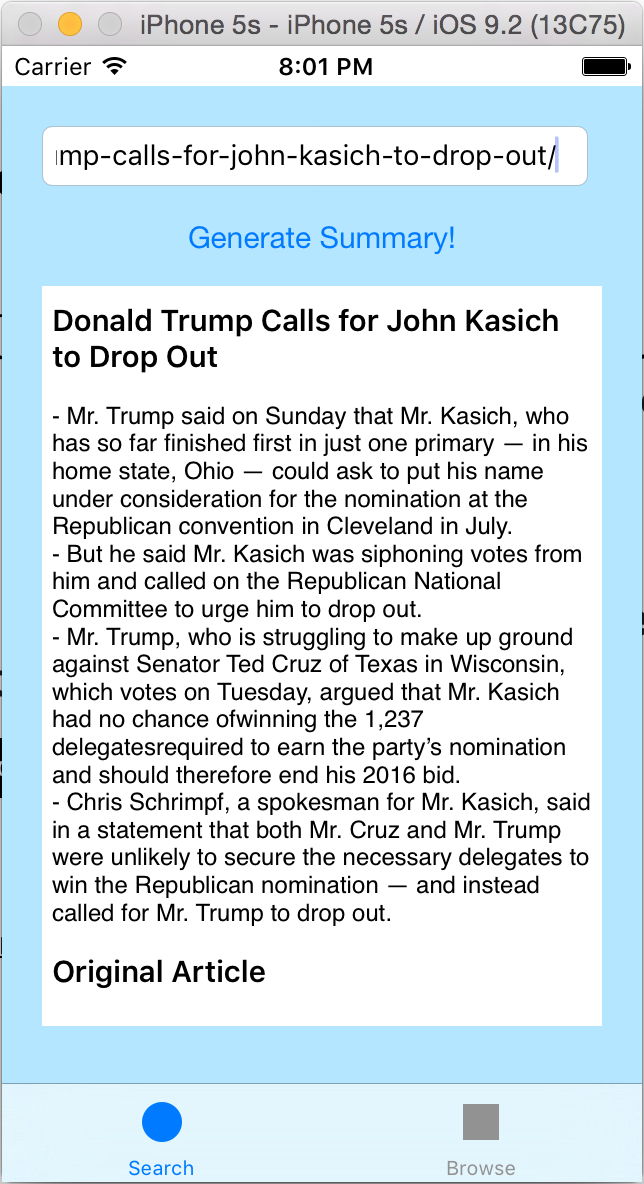 iPhone 5s - iPhone 5s / iOS 9.2 (13C75)
Carrier 8:01 PM
mp-calls-for-john-kasich-to-drop-out/
Generate Summary!
Donald Trump Calls for John Kasich
to Drop Out
- Mr. Trump said on Sunday that Mr. Kasich, who
has so far finished first in just one primary — in his
home state, Ohio — could ask to put his name
under consideration for the nomination at the
Republican convention in Cleveland in July.
- But he said Mr. Kasich was siphoning votes from
him and called on the Republican National
Committee to urge him to drop out.
- Mr. Trump, who is struggling to make up ground
against Senator Ted Cruz of Texas in Wisconsin,
which votes on Tuesday, argued that Mr. Kasich
had no chance ofwinning the 1,237
delegatesrequired to earn the party’s nomination
and should therefore end his 2016 bid.
- Chris Schrimpf, a spokesman for Mr. Kasich, said
in a statement that both Mr. Cruz and Mr. Trump
were unlikely to secure the necessary delegates to
win the Republican nomination — and instead
called for Mr. Trump to drop out.
Original Article
Search Browse